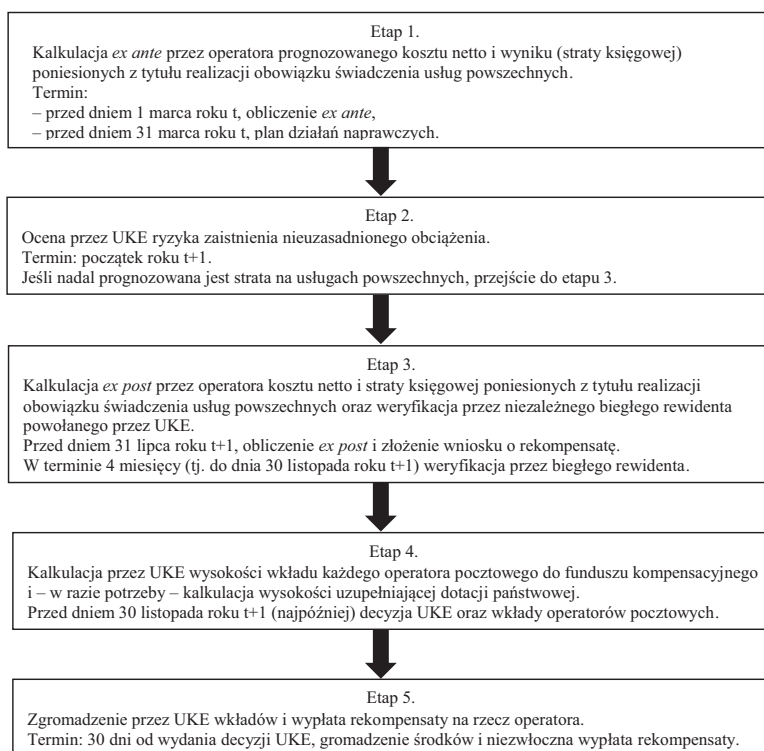 Etap 1.
Kalkulacja ex ante przez operatora prognozowanego kosztu netto i wyniku (straty księgowej)
poniesionych z tytułu realizacji obowiązku świadczenia usług powszechnych.
Termin:
– przed dniem 1 marca roku t, obliczenie ex ante,
– przed dniem 31 marca roku t, plan działań naprawczych.
Etap 2.
Ocena przez UKE ryzyka zaistnienia nieuzasadnionego obciążenia.
Termin: początek roku t+1.
Jeśli nadal prognozowana jest strata na usługach powszechnych, przejście do etapu 3.
Etap 3.
Kalkulacja ex post przez operatora kosztu netto i straty księgowej poniesionych z tytułu realizacji
obowiązku świadczenia usług powszechnych oraz weryfikacja przez niezależnego biegłego rewidenta
powołanego przez UKE.
Przed dniem 31 lipca roku t+1, obliczenie ex post i złożenie wniosku o rekompensatę.
W terminie 4 miesięcy (tj. do dnia 30 listopada roku t+1) weryfikacja przez biegłego rewidenta.
Etap 4.
Kalkulacja przez UKE wysokości wkładu każdego operatora pocztowego do funduszu kompensacyjnego
i – w razie potrzeby – kalkulacja wysokości uzupełniającej dotacji państwowej.
Przed dniem 30 listopada roku t+1 (najpóźniej) decyzja UKE oraz wkłady operatorów pocztowych.
Etap 5.
Zgromadzenie przez UKE wkładów i wypłata rekompensaty na rzecz operatora.
Termin: 30 dni od wydania decyzji UKE, gromadzenie środków i niezwłoczna wypłata rekompensaty.